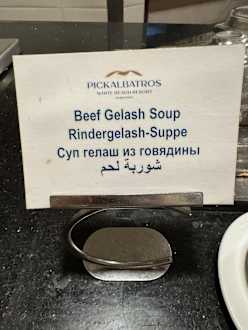 PICKALBATROS
WHITE BEACH RESORT
Beef Gelash Soup
Rindergelash-Suppe
Суп гелаш из говядины
شوربة لحم